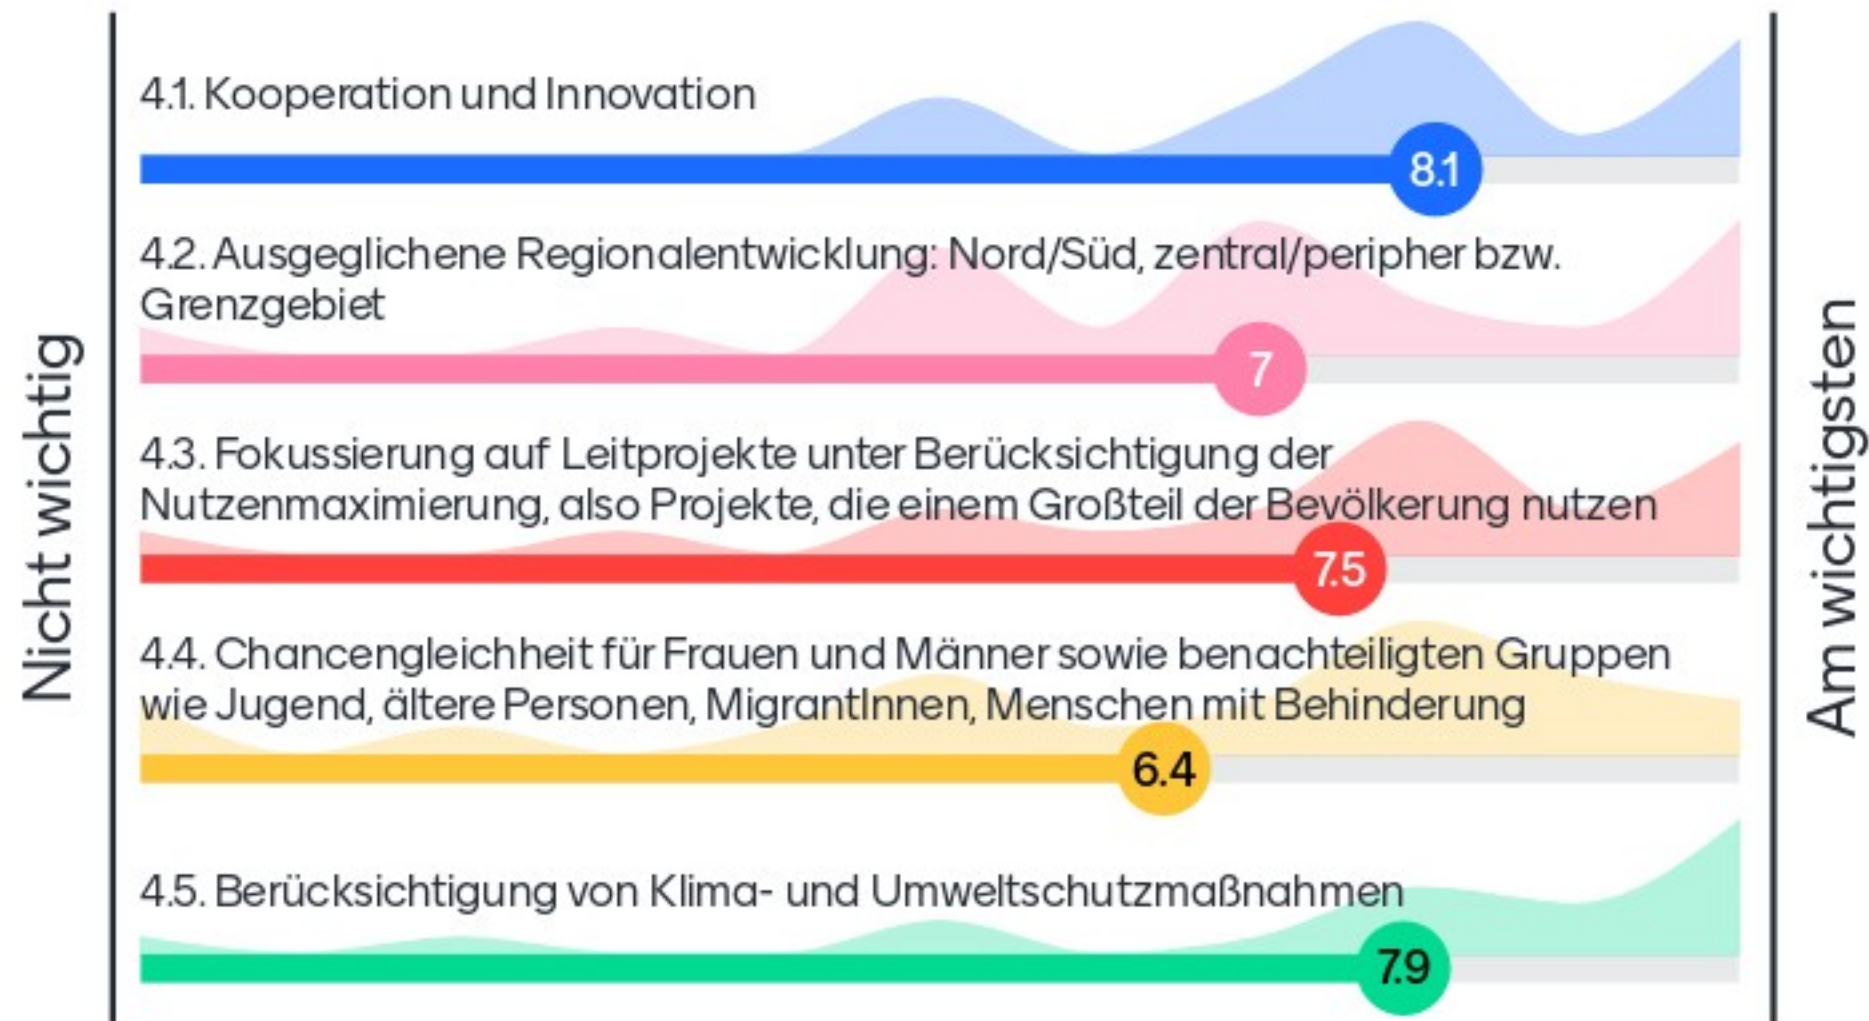 Nicht wichtig
4.1. Kooperation und Innovation
8.1
4.2. Ausgeglichene Regionalentwicklung: Nord/Süd, zentral/peripher bzw.
Grenzgebiet
7
4.3. Fokussierung auf Leitprojekte unter Berücksichtigung der
Nutzenmaximierung, also Projekte, die einem Großteil der Bevölkerung nutzen
7.5
4.4. Chancengleichheit für Frauen und Männer sowie benachteiligten Gruppen
wie Jugend, ältere Personen, MigrantInnen, Menschen mit Behinderung
6.4
4.5. Berücksichtigung von Klima- und Umweltschutzmaßnahmen
7.9
Am wichtigsten